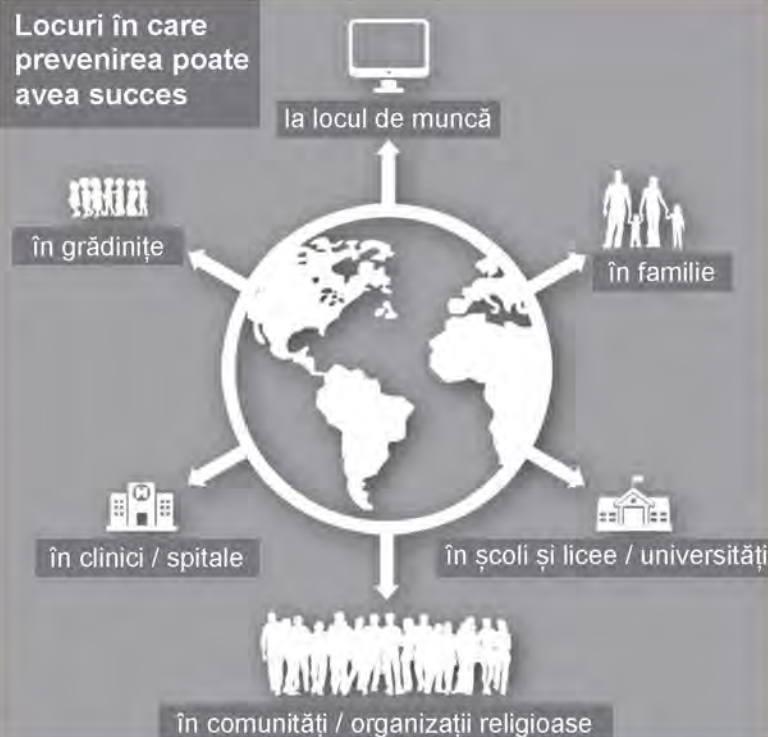 Locuri în care
prevenirea poate
avea succes
la locul de muncă
în grădinițe
în familie
H
în clinici / spitale
în școli și licee / universități
în comunități / organizații religioase